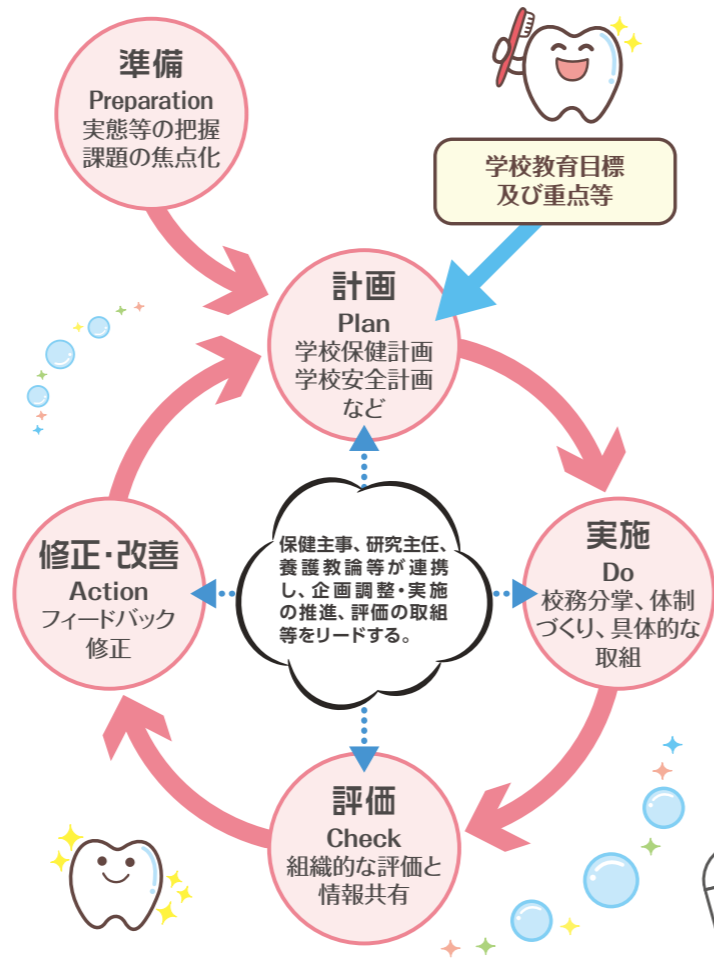 準備
Preparation
実態等の把握
課題の焦点化
学校教育目標
及び重点等
計画
Plan
学校保健計画
学校安全計画
など
保健主事、研究主任、
養護教諭等が連携
し、企画調整・実施
の推進、評価の取組
等をリードする。
修正・改善
Action
フィードバック
修正
実施
Do
校務分掌、体制
づくり、具体的な
取組
評価
Check
組織的な評価と
情報共有